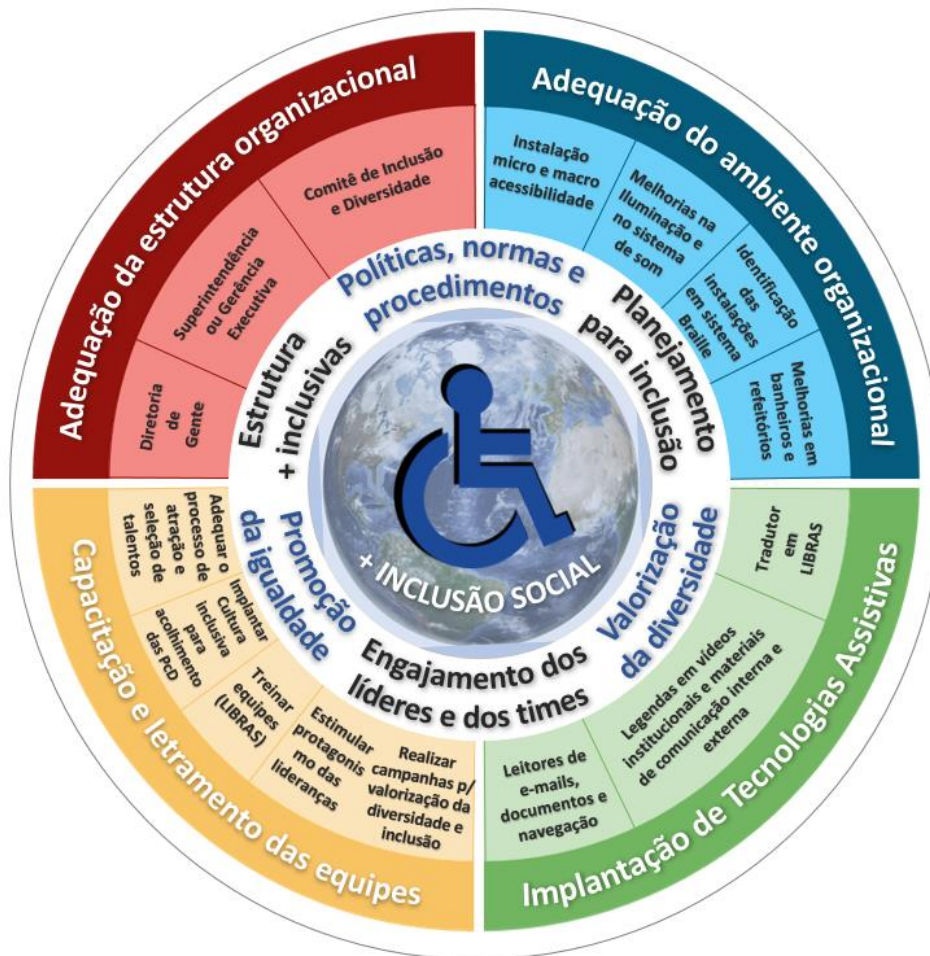 Adequação da estrutura organizacional
Diretoria
de
Gente
Superintendência
ou Gerência
Executiva
Comitê de Inclusão
e Diversidade
Adequação do ambiente organizacional
Instalação
micro e macro
acessibilidade
Melhorias na
Iluminação e
no sistema
de som
Identificação
das
instalações
em sistema
Braille
Melhorias em
banheiros e
refeitórios
Implantação de Tecnologias Assistivas
Tradutor
em
LIBRAS
Legendas em vídeos
institucionais e materiais
de comunicação interna e
externa
Leitores de
e-mails,
documentos e
navegação
Capacitação e letramento das equipes
Adequar o
processo de
atração e
seleção de
talentos
Implantar
Cultura
inclusiva
para
acolhimento
das PcD
Treinar
equipes
(LIBRAS)
Estimular
protagonis
mo das
lideranças
Realizar
campanhas p/
valorização da
diversidade e
inclusão
Políticas, normas e
procedimentos
Planejamento
para inclusão
Valorização
da diversidade
Engajamento dos
líderes e dos times
Promoção
da igualdade
Estrutura
+ inclusivas
+ INCLUSÃO SOCIAL